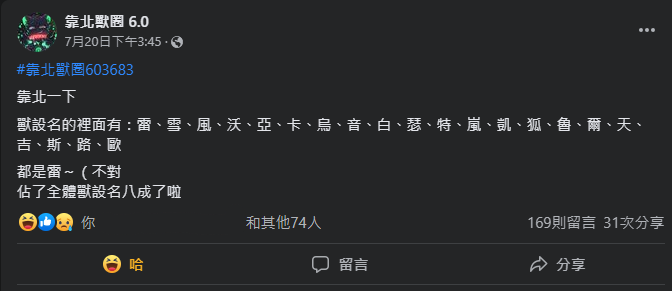 靠北獸圈 6.0
7月20日下午3:45 ·
#靠北獸圈603683
靠北一下
獸設名的裡面有：雷、雪、風、沃、亞、卡、烏、音、白、瑟、特、嵐、凱、狐、魯、爾、天、
吉、斯、路、歐
都是雷～（不對
佔了全體獸設名八成了啦
你 和其他74人 169則留言 31次分享
哈 留言 分享